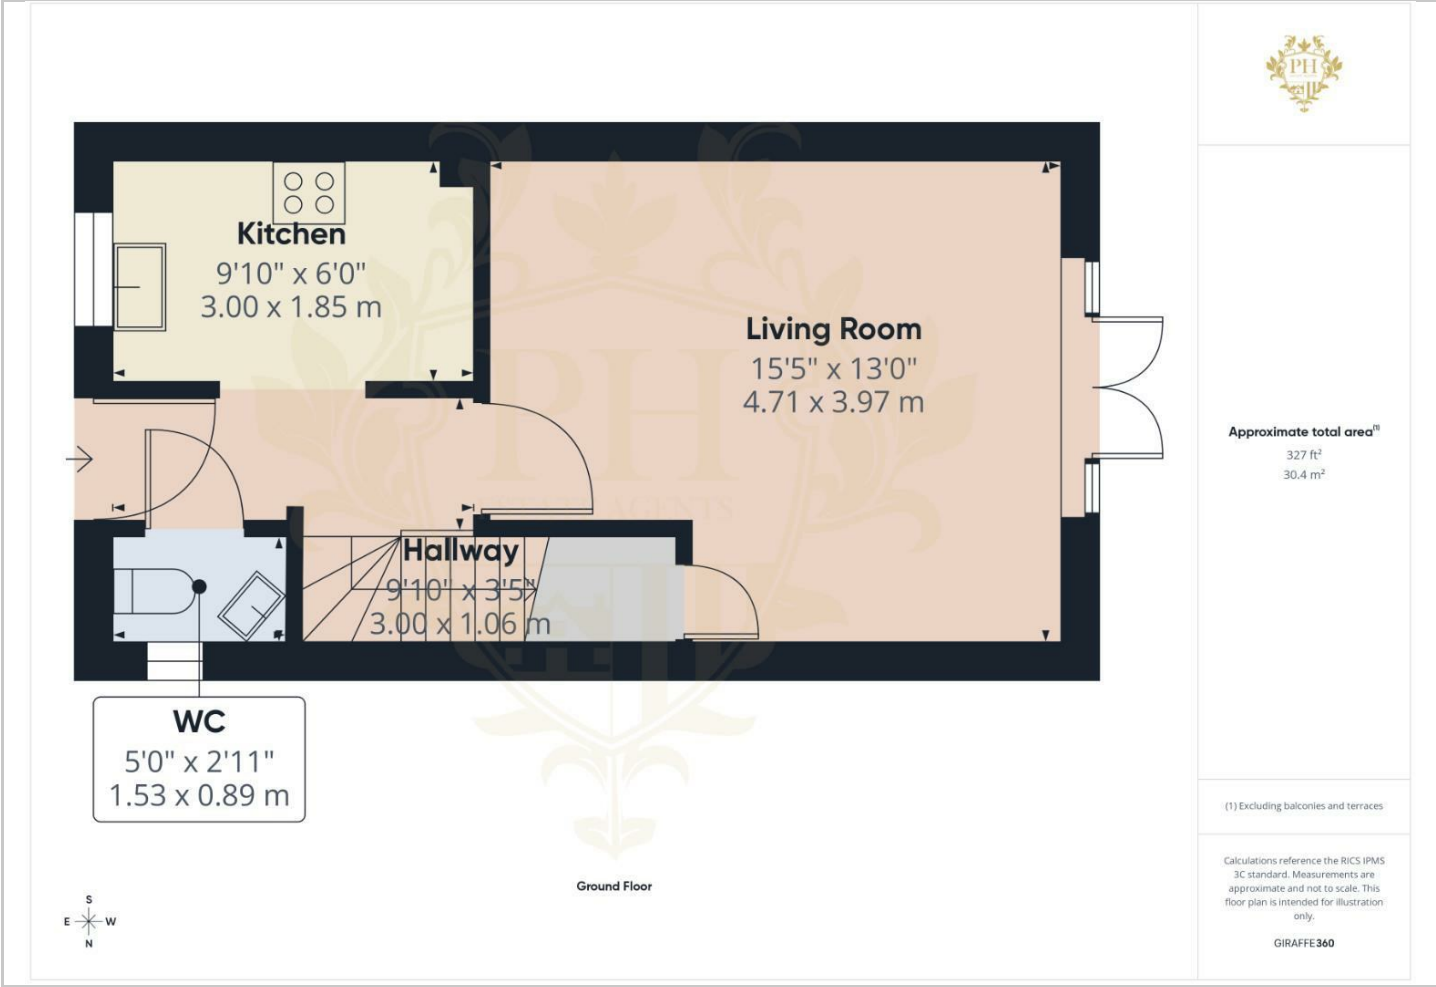 PH
Kitchen
9'10" x 6'0"
3.00 x 1.85 m
Living Room
15'5" x 13'0"
4.71 x 3.97 m
Hallway
9'10" x 3'5"
3.00 x 1.06 m
WC
5'0" x 2'11"
1.53 x 0.89 m
PH
ESTATE AGENTS
Ground Floor
S
E W
N
Approximate total area(1)
327 ft²
30.4 m²
(1) Excluding balconies and terraces
Calculations reference the RICS IPMS
3C standard. Measurements are
approximate and not to scale. This
floor plan is intended for illustration
only.
GIRAFFE360